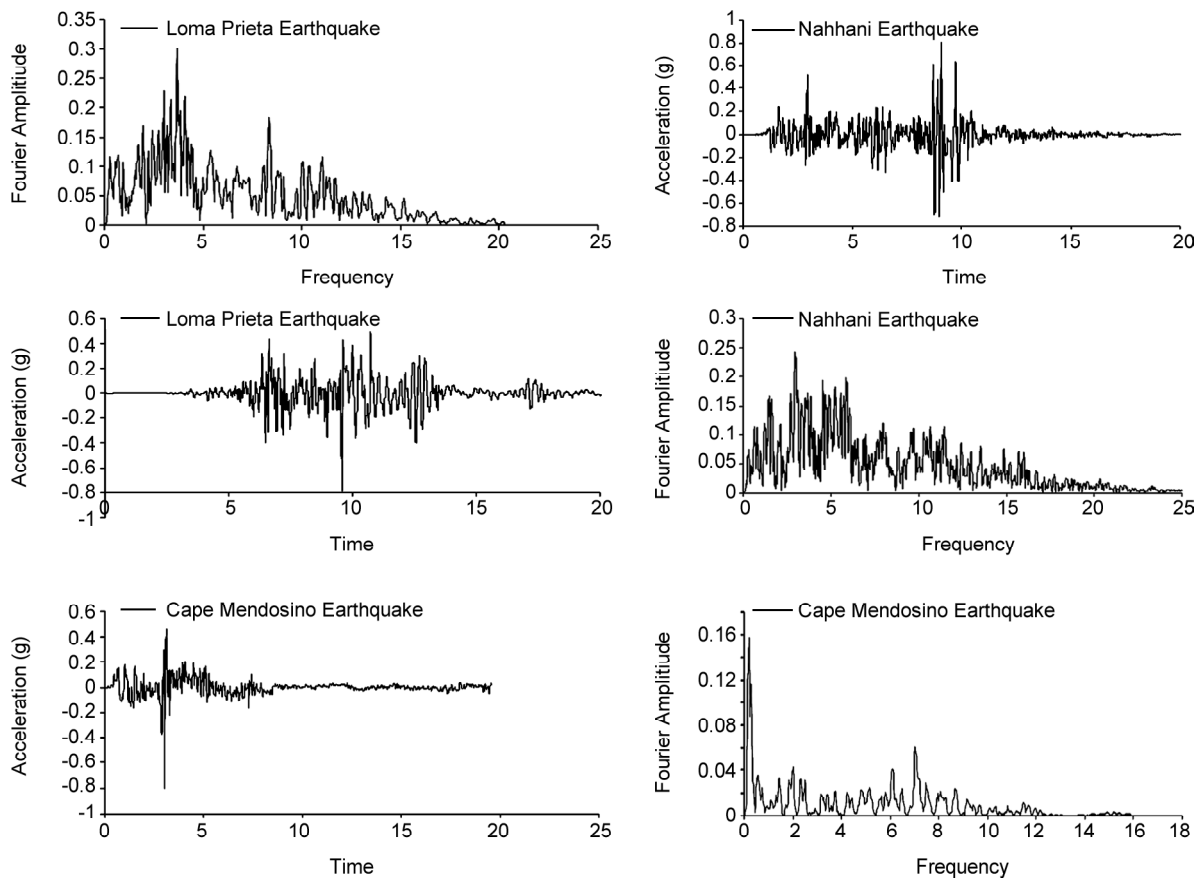 Loma Prieta Earthquake
Fourier Amplitiude
0.35
0.3
0.25
0.2
0.15
0.1
0.05
0
0 5 10 15 20 25
Frequency
Nahhani Earthquake
Acceleration (g)
1
0.8
0.6
0.4
0.2
0
-0.2
-0.4
-0.6
-0.8
0 5 10 15 20
Time
Loma Prieta Earthquake
Acceleration (g)
0.6
0.4
0.2
0
-0.2
-0.4
-0.6
-0.8
-1
0 5 10 15 20
Time
Nahhani Earthquake
Fourier Amplitude
0.3
0.25
0.2
0.15
0.1
0.05
0
0 5 10 15 20 25
Frequency
Cape Mendosino Earthquake
Acceleration (g)
0.6
0.4
0.2
0
-0.2
-0.4
-0.6
-0.8
-1
0 5 10 15 20 25
Time
Cape Mendosino Earthquake
Fourier Amplitude
0.16
0.12
0.08
0.04
0
0 2 4 6 8 10 12 14 16 18
Frequency